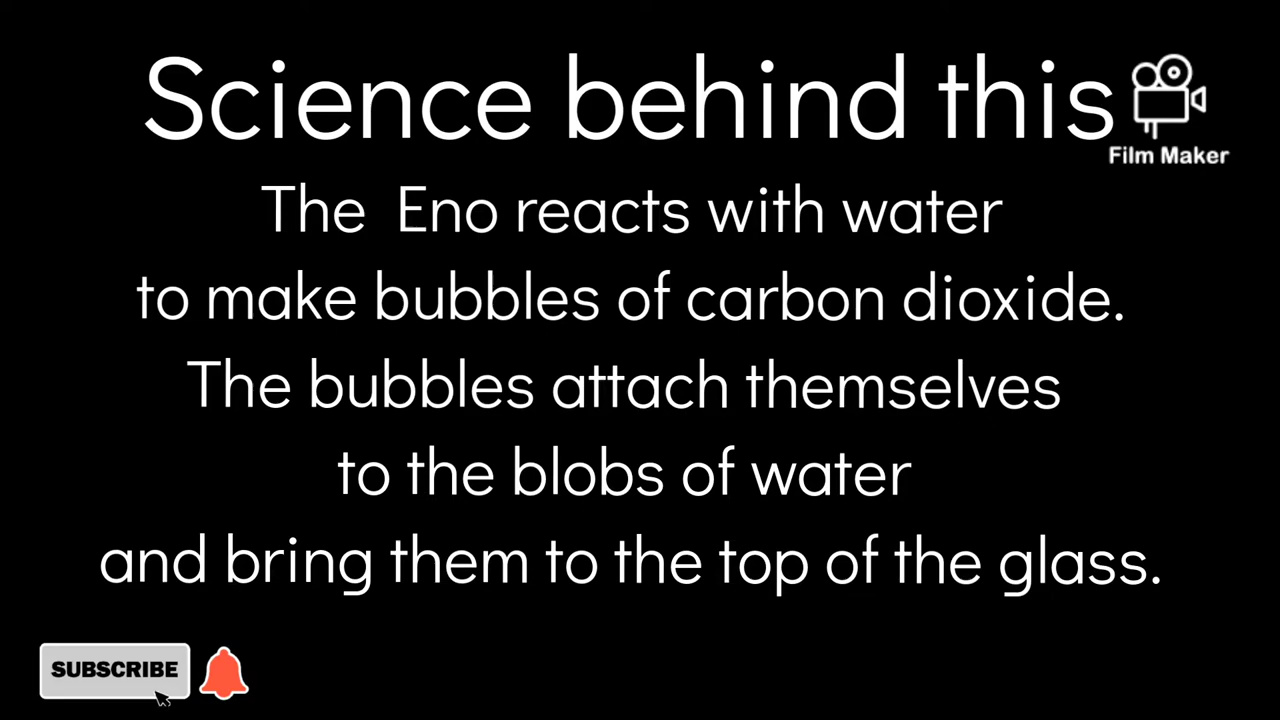 Science behind this
Film Maker
The Eno reacts with water
to make bubbles of carbon dioxide.
The bubbles attach themselves
to the blobs of water
and bring them to the top of the glass.
SUBSCRIBE